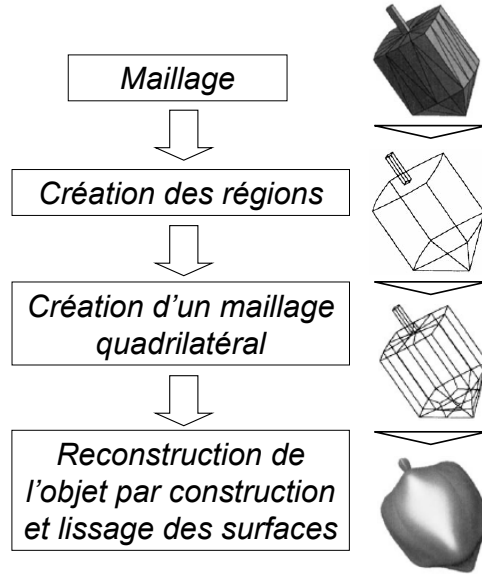 Maillage
Création des régions
Création d'un maillage
quadrilatéral
Reconstruction de
l'objet par construction
et lissage des surfaces